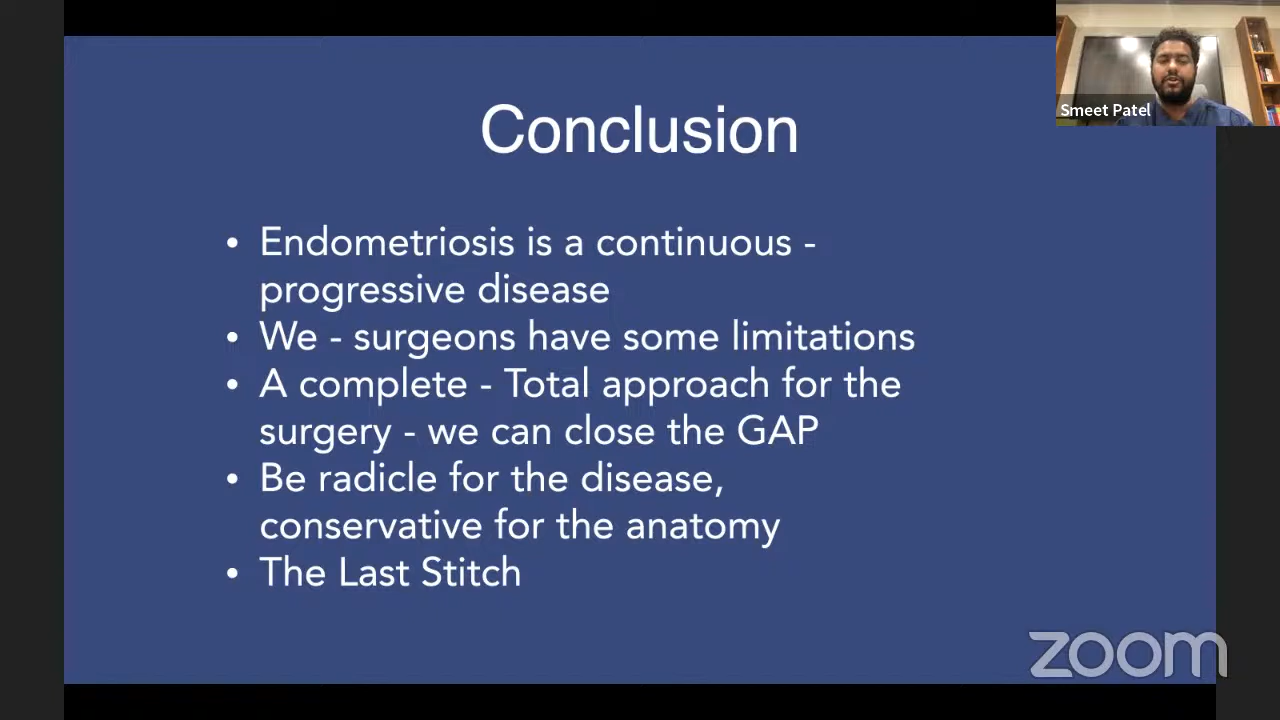 Smeet Patel
Conclusion
• Endometriosis is a continuous -
progressive disease
• We - surgeons have some limitations
• A complete - Total approach for the
surgery - we can close the GAP
• Be radicle for the disease,
conservative for the anatomy
• The Last Stitch
zoom